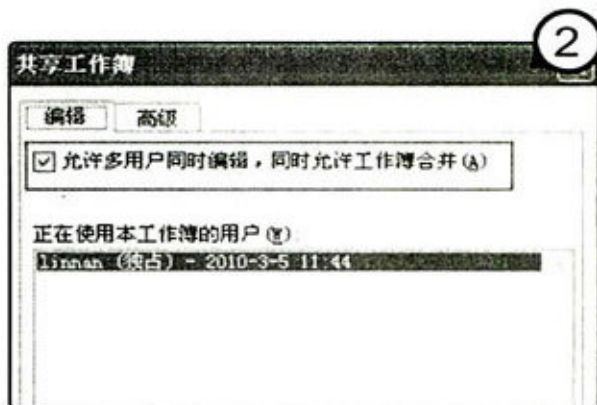 2
共享工作簿
编辑 高级
允许多用户同时编辑，同时允许工作簿合并(A)
正在使用本工作簿的用户(W):
linnan (独占) - 2010-3-5 11:44